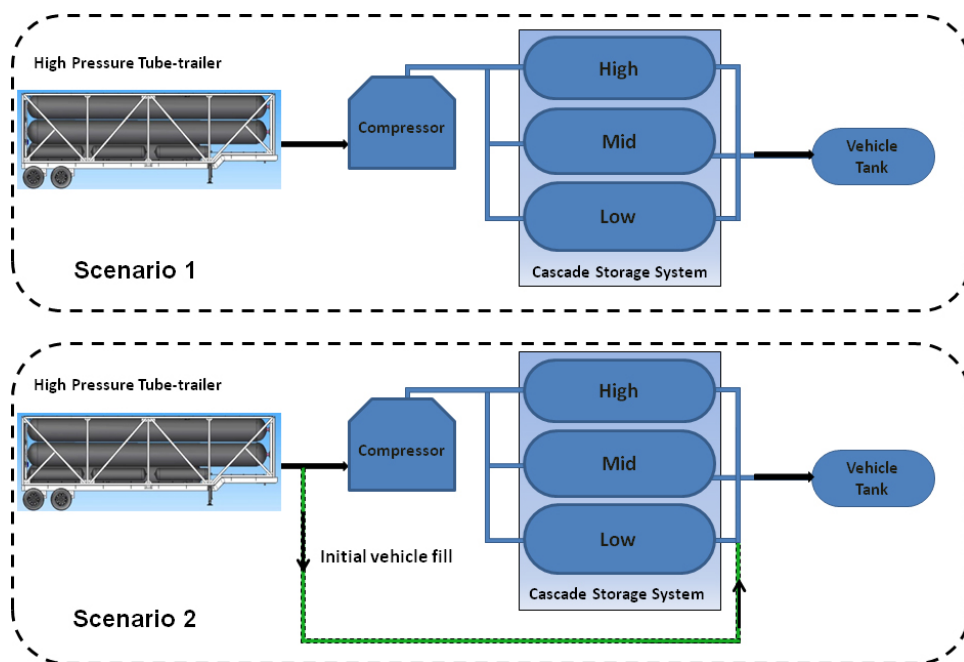 High Pressure Tube-trailer
Compressor
High
Mid
Low
Cascade Storage System
Vehicle
Tank
Scenario 1
High Pressure Tube-trailer
Compressor
High
Mid
Low
Cascade Storage System
Vehicle
Tank
Initial vehicle fill
Scenario 2